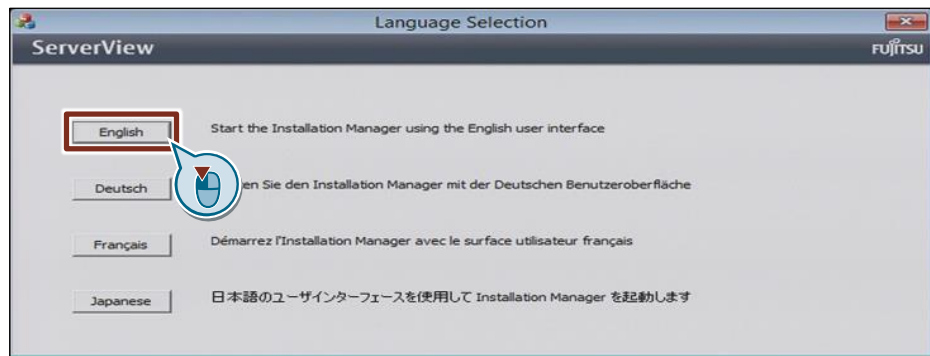 Language Selection
ServerView
FUJITSU
English Start the Installation Manager using the English user interface
Deutsch en Sie den Installation Manager mit der Deutschen Benutzeroberfläche
Français Démarrez l'Installation Manager avec le surface utilisateur français
Japanese 日本語のユーザインターフェースを使用して Installation Manager を起動します